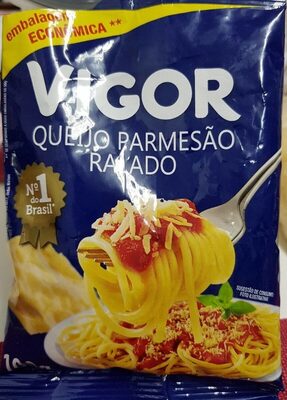 embalagem
ECONÔMICA **
VIGOR
QUEIJO PARMESÃO
RALADO
Nº1
do
Brasil*
SUGESTÃO DE CONSUMO
FOTO ILUSTRATIVA